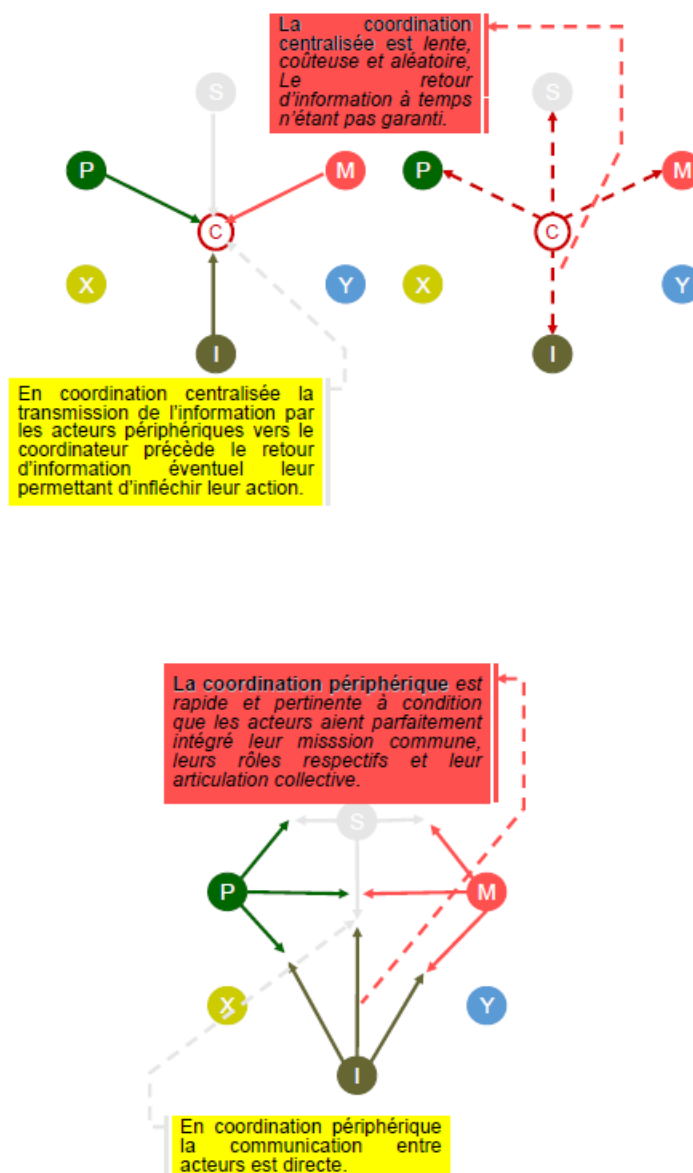 La coordination
centralisée est lente,
coûteuse et aléatoire,
Le retour
d'information à temps
n'étant pas garanti.
S
S
P
M
P
M
C
C
X
Y
X
Y
I
I
En coordination centralisée la
transmission de l'information par
les acteurs périphériques vers le
coordinateur précède le retour
d'information éventuel leur
permettant d'infléchir leur action.
La coordination périphérique est
rapide et pertinente à condition
que les acteurs aient parfaitement
intégré leur misssion commune,
leurs rôles respectifs et leur
articulation collective.
S
P
M
X
Y
I
En coordination périphérique
la communication entre
acteurs est directe.